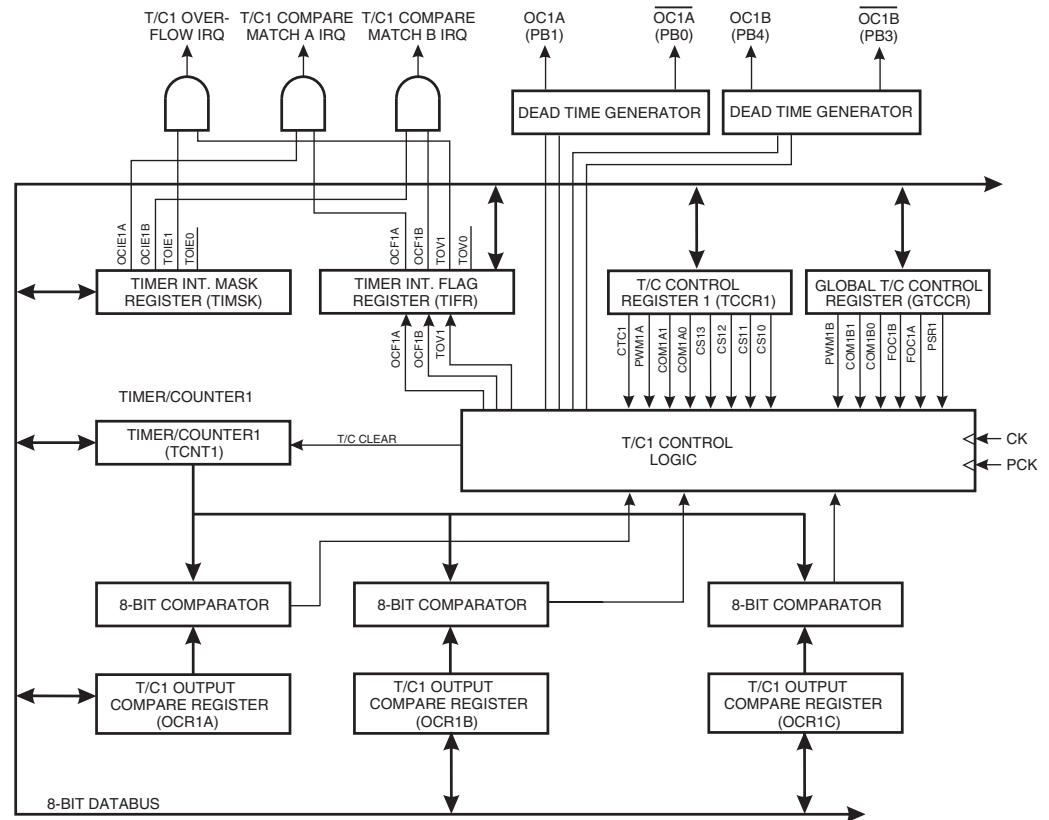 T/C1 OVER-
FLOW IRQ
T/C1 COMPARE
MATCH A IRQ
T/C1 COMPARE
MATCH B IRQ
OC1A
(PB1)
OC1A
(PB0)
OC1B
(PB4)
OC1B
(PB3)
DEAD TIME GENERATOR
DEAD TIME GENERATOR
OCIE1A
OCIE1B
TOIE1
TOIE0
OCF1A
OCF1B
TOV1
TOV0
TIMER INT. MASK
REGISTER (TIMSK)
TIMER INT. FLAG
REGISTER (TIFR)
T/C CONTROL
REGISTER 1 (TCCR1)
GLOBAL T/C CONTROL
REGISTER (GTCCR)
OCF1A
OCF1B
TOV1
CTC1
PWM1A
COM1A1
COM1A0
CS13
CS12
CS11
CS10
PWM1B
COM1B1
COM1B0
FOC1B
FOC1A
PSR1
TIMER/COUNTER1
TIMER/COUNTER1
(TCNT1)
T/C CLEAR
T/C1 CONTROL
LOGIC
CK
PCK
8-BIT COMPARATOR
8-BIT COMPARATOR
8-BIT COMPARATOR
T/C1 OUTPUT
COMPARE REGISTER
(OCR1A)
T/C1 OUTPUT
COMPARE REGISTER
(OCR1B)
T/C1 OUTPUT
COMPARE REGISTER
(OCR1C)
8-BIT DATABUS